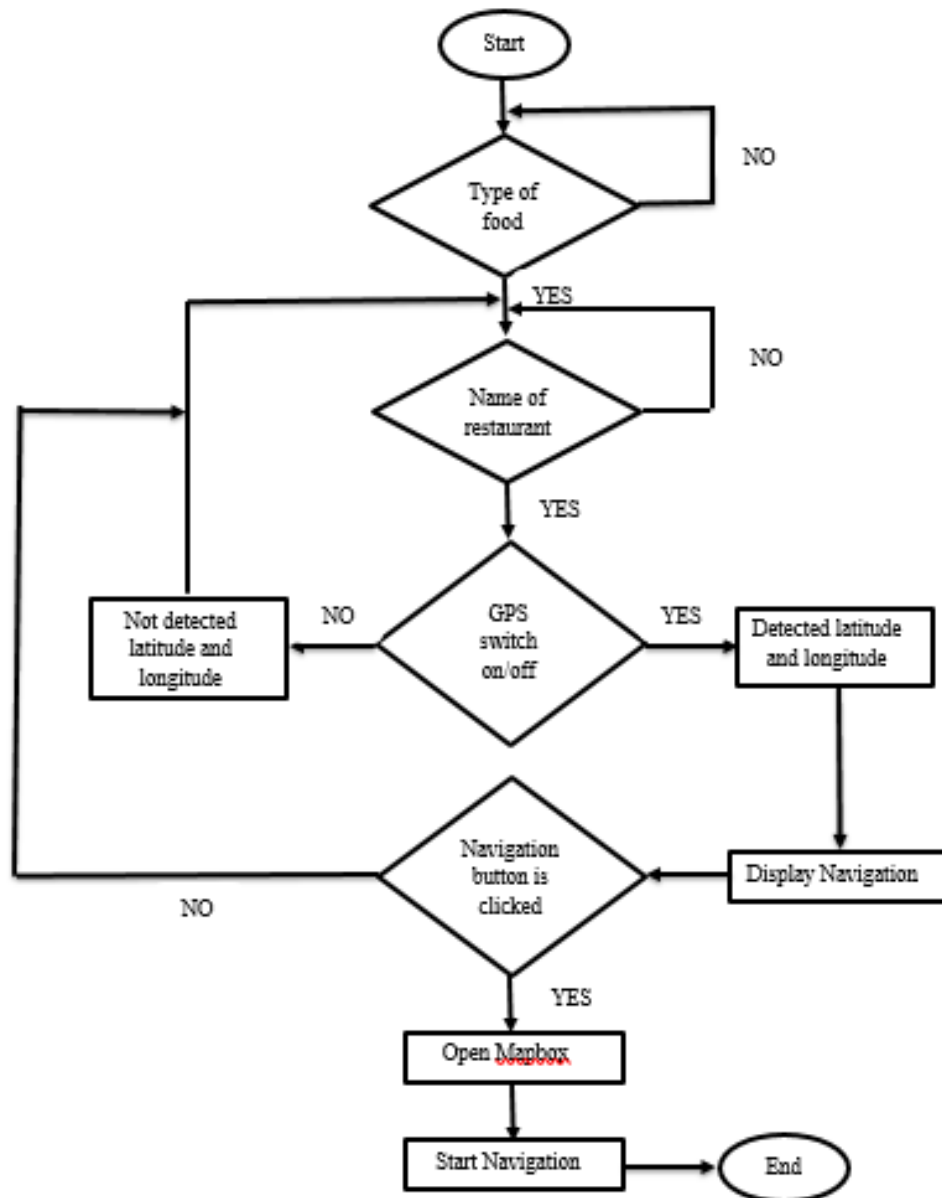 Start
NO
Type of
food
YES
NO
Name of
restaurant
YES
Not detected
latitude and
longitude
NO
GPS
switch
on/off
YES
Detected latitude
and longitude
Navigation
button is
clicked
Display Navigation
NO
YES
Open Mapbox
Start Navigation
End